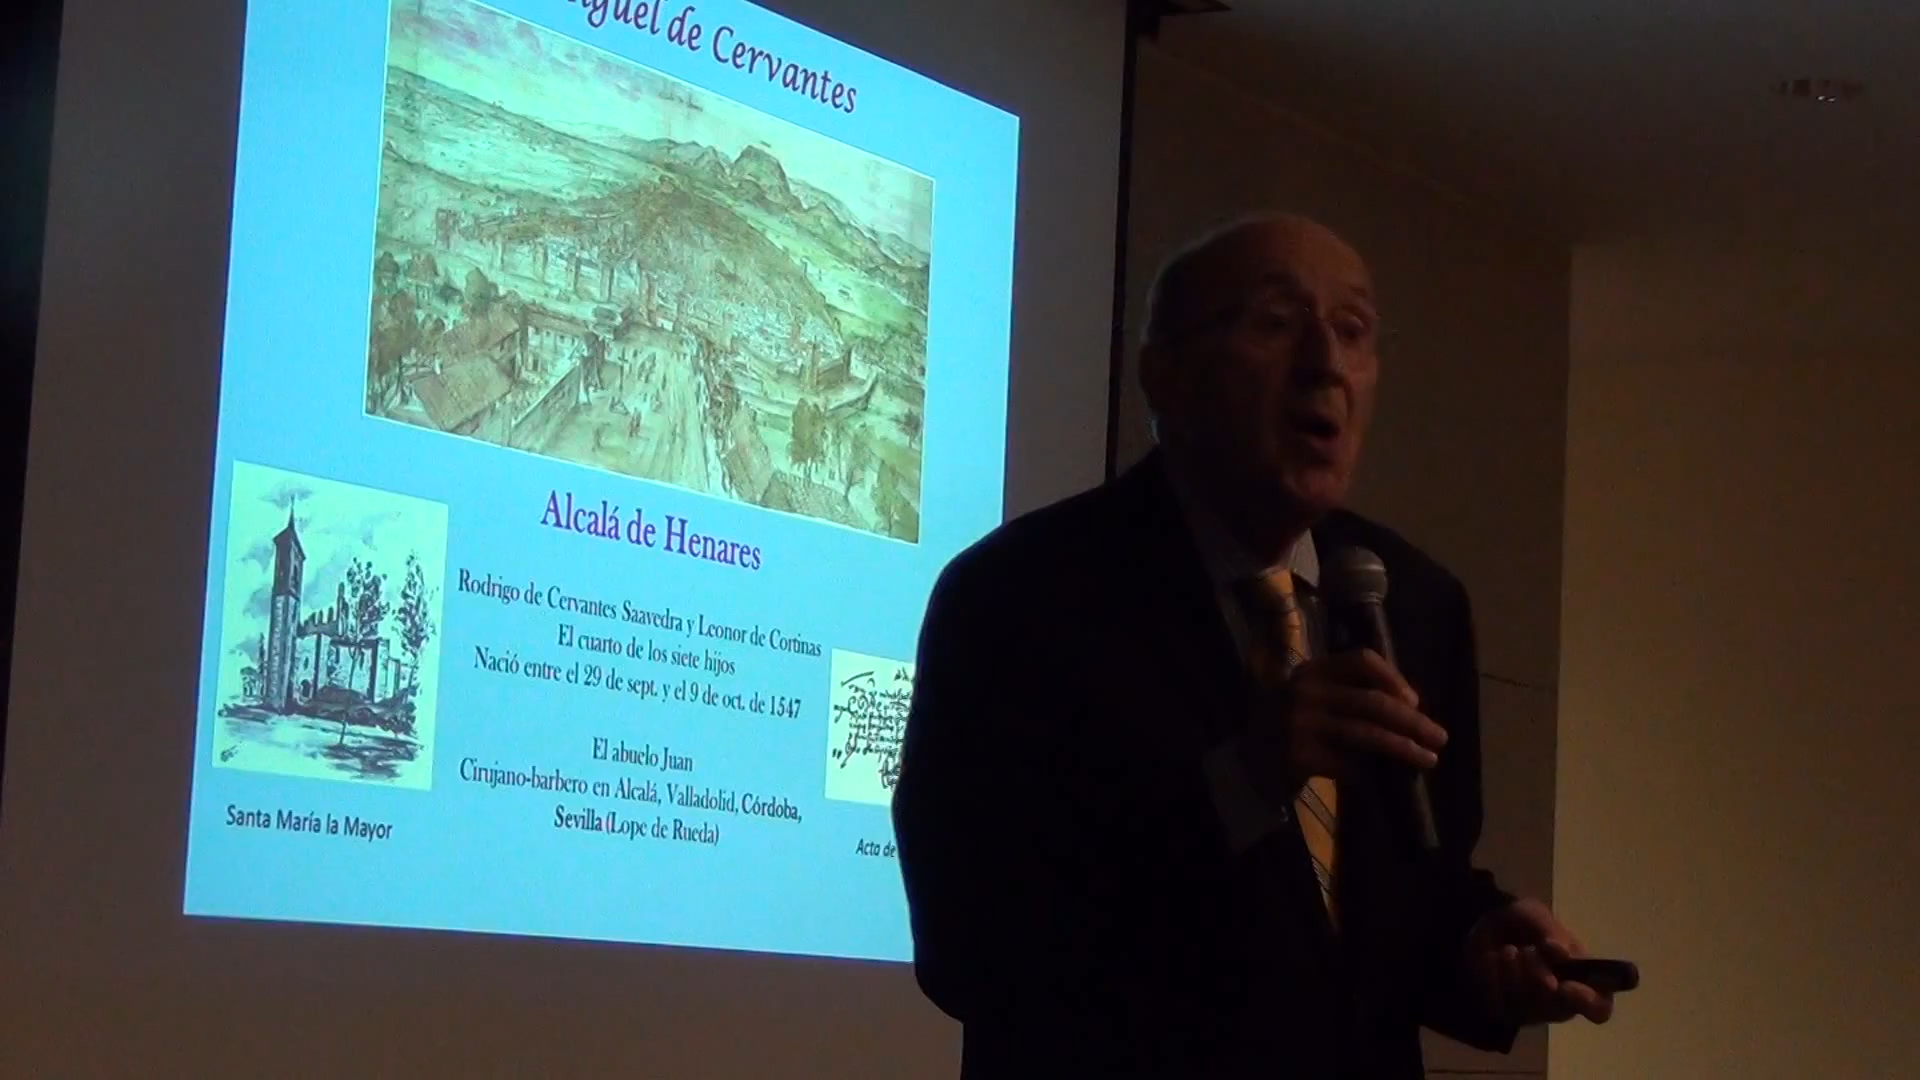 de Cervantes
Alcalá de Henares
Rodrigo de Cervantes Saavedra y Leonor de Cortinas
El cuarto de los siete hijos
Nació entre el 29 de sept. y el 9 de oct. de 1547
El abuelo Juan
Cirujano-barbero en Alcalá, Valladolid, Córdoba,
Sevilla (Lope de Rueda)
Santa María la Mayor
Acta de